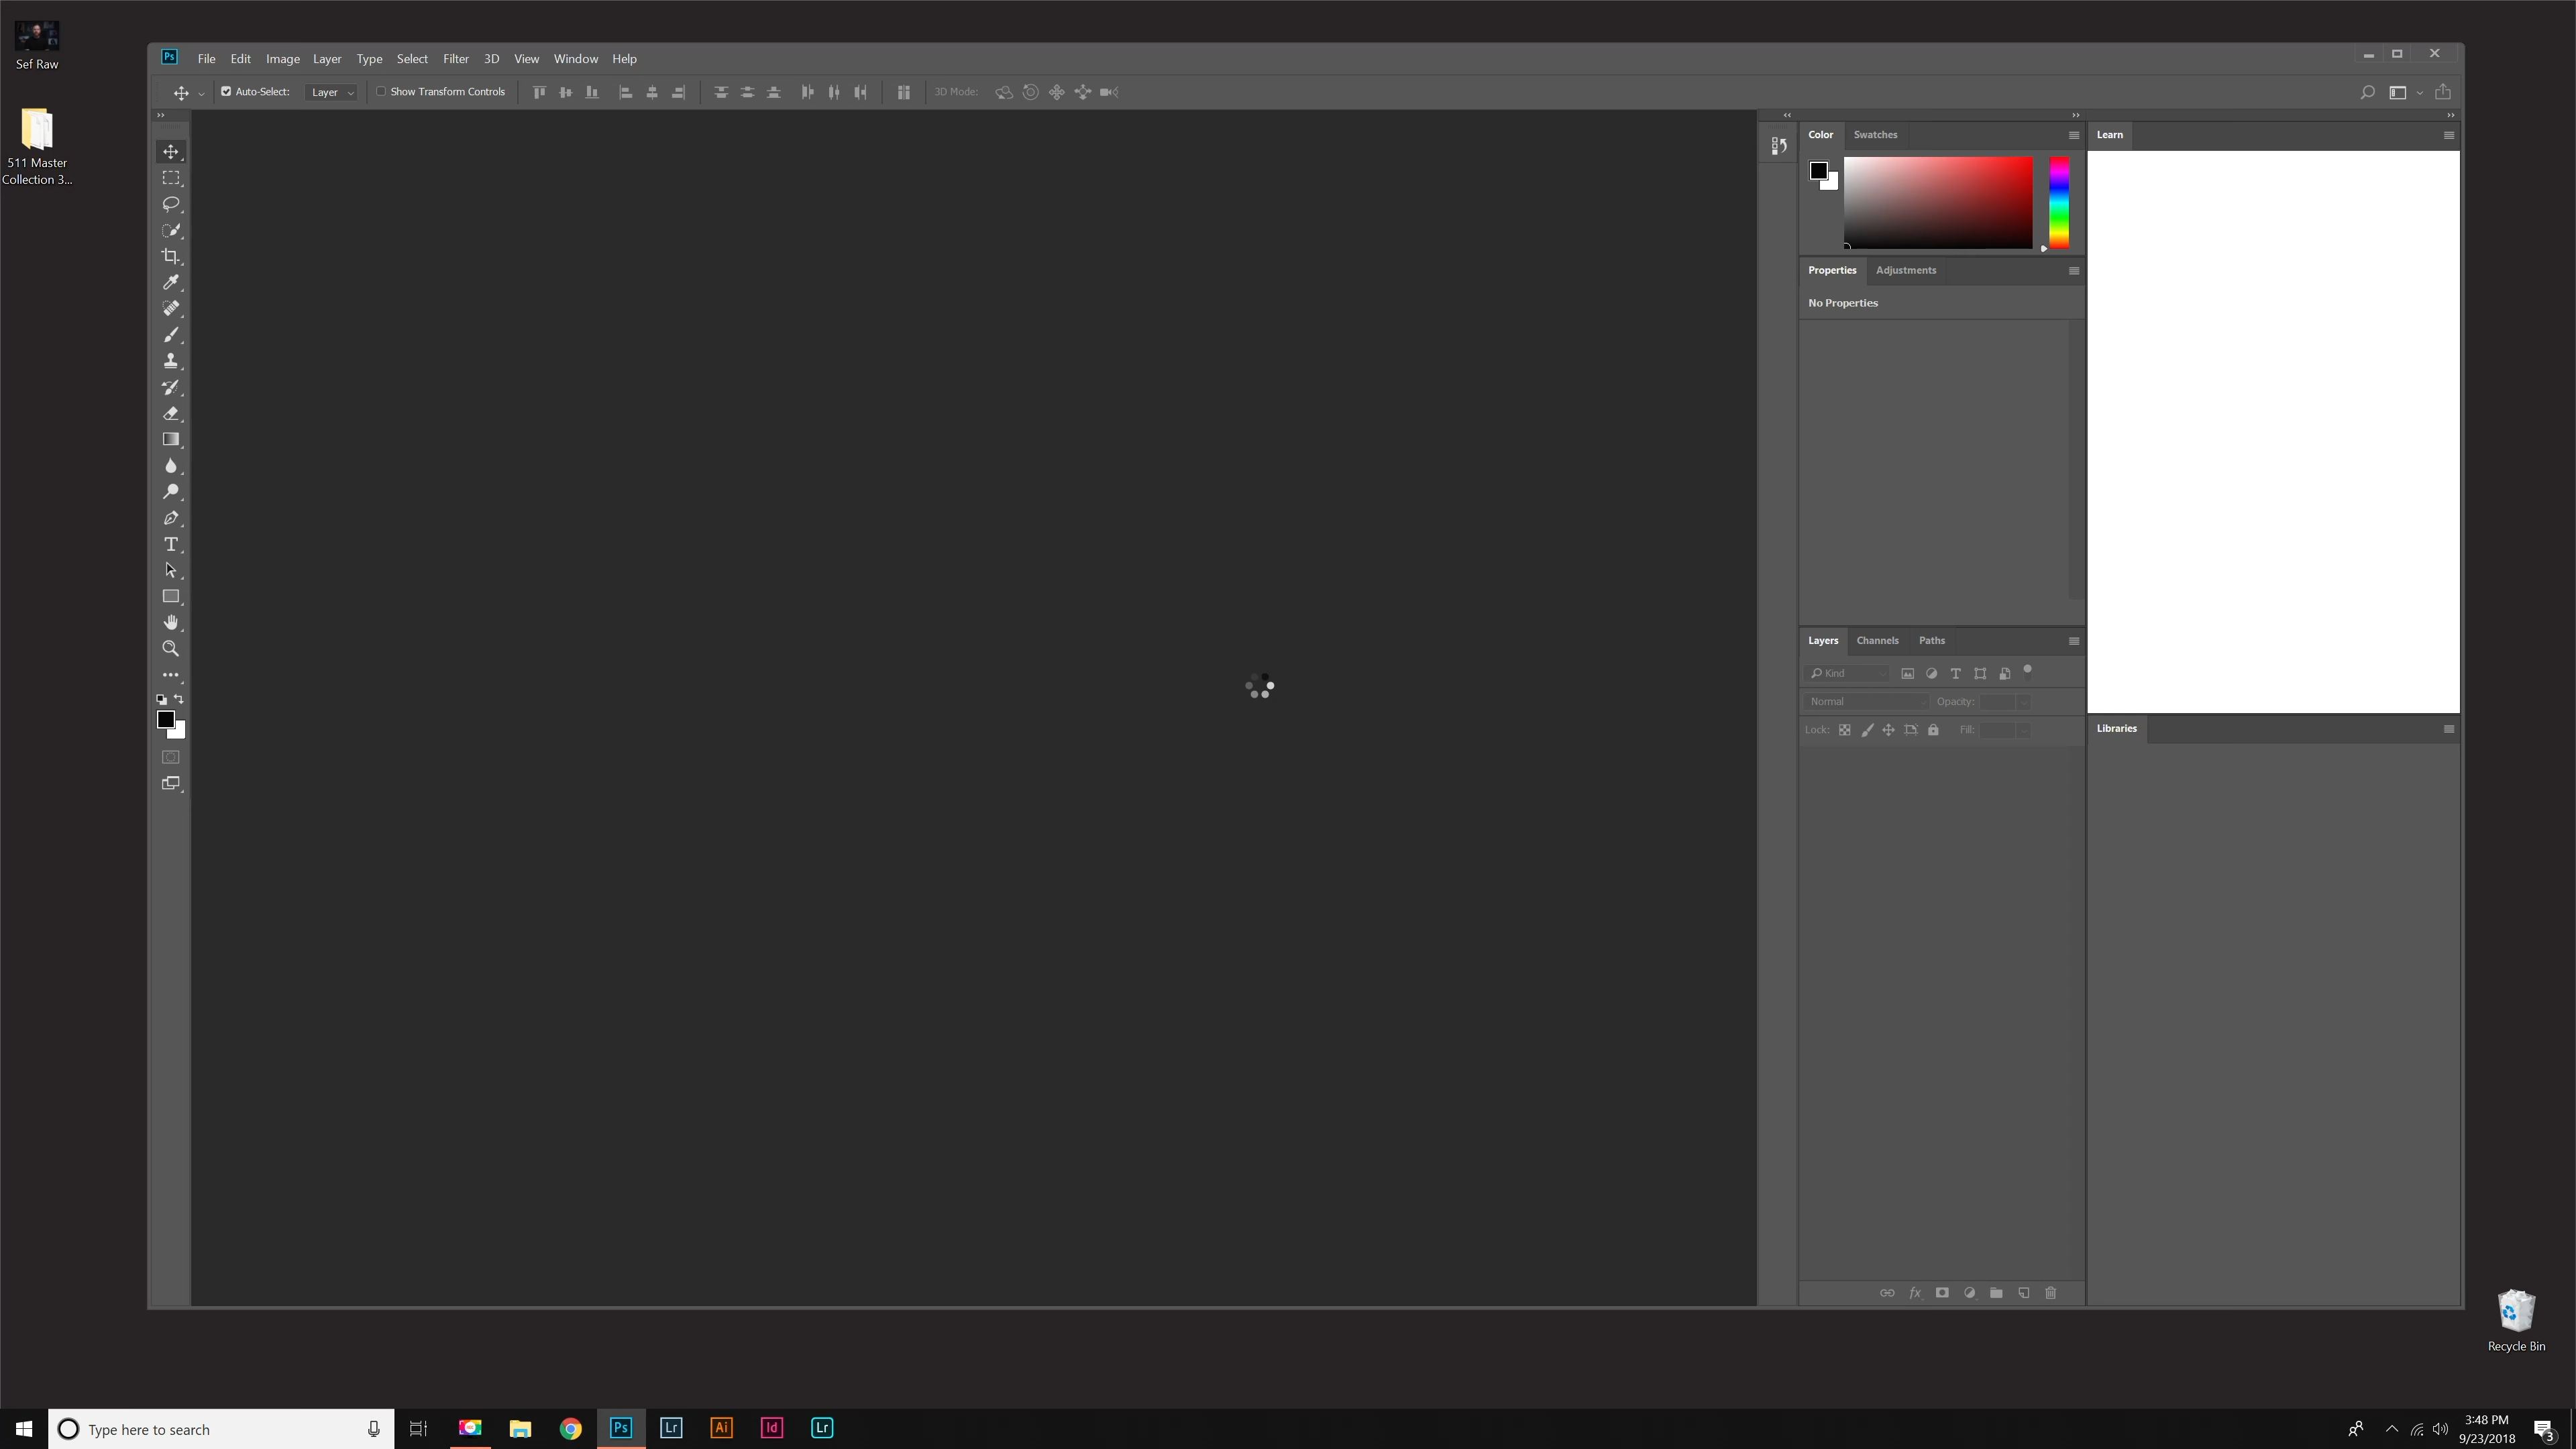 Sef Raw
511 Master
Collection 3...
Ps
File Edit Image Layer Type Select Filter 3D View Window Help
Auto-Select: Layer Show Transform Controls 3D Mode:
Color Swatches
Learn
Properties Adjustments
No Properties
Layers Channels Paths
Kind
Normal Opacity:
Lock: Fill:
Libraries
fx
Recycle Bin
Type here to search
Ps Lr Ai Id Lr
3:48 PM
9/23/2018
3